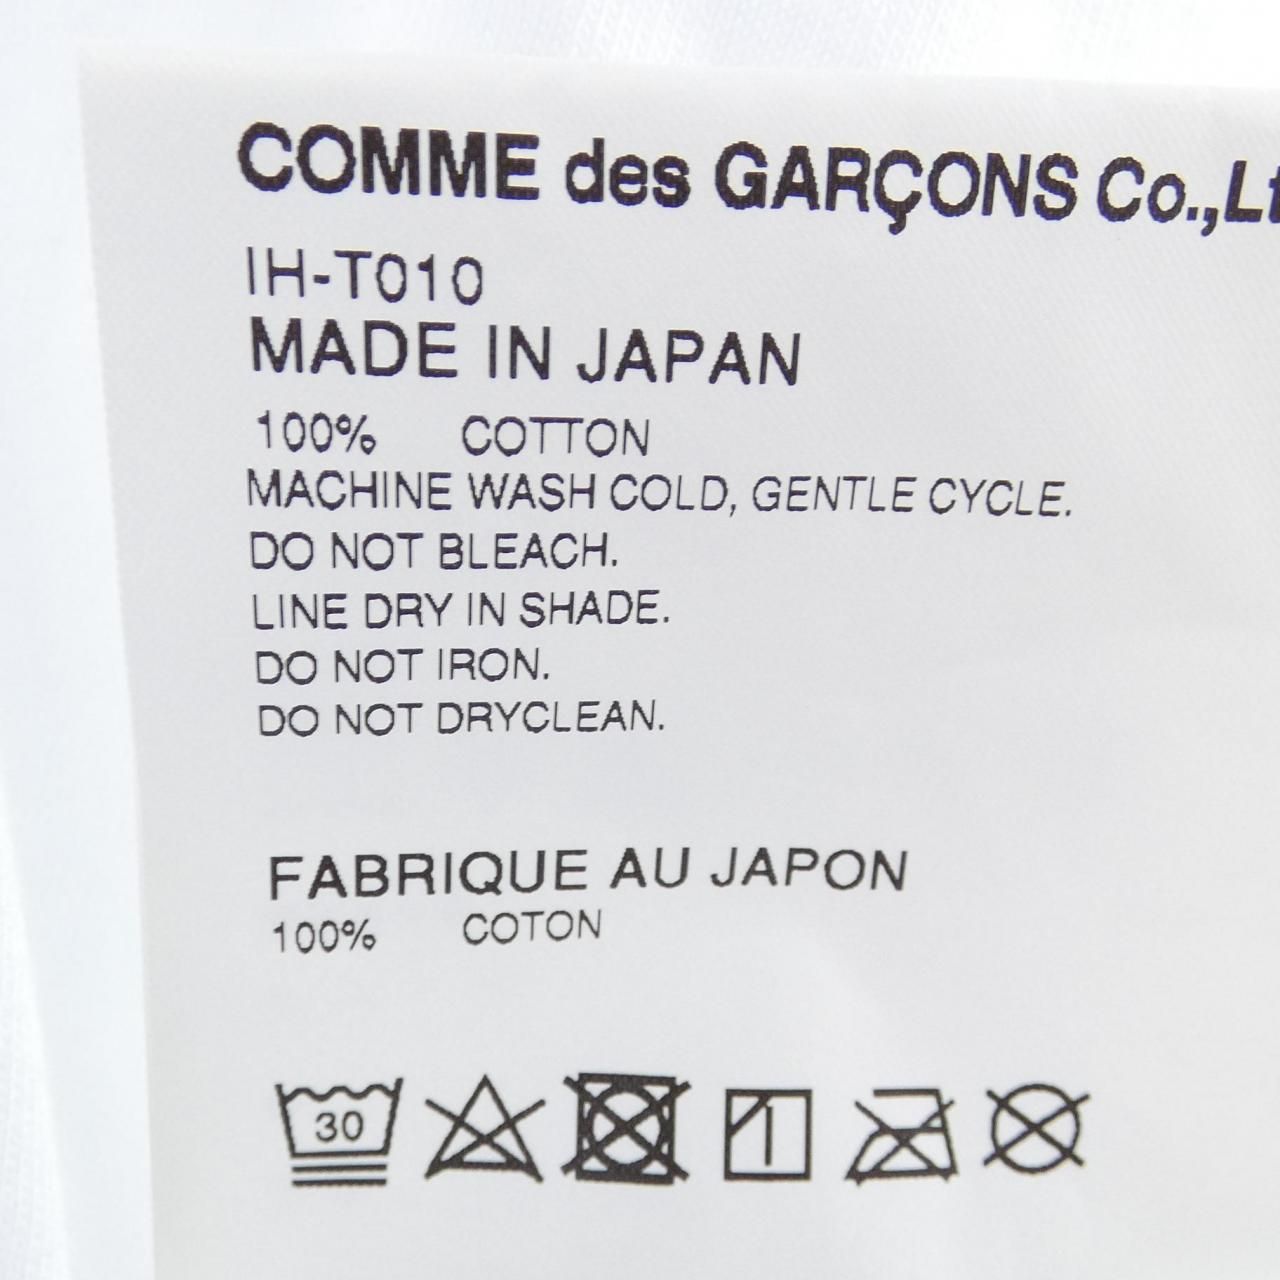 COMME des GARÇONS Co.,Lt
IH-T010
MADE IN JAPAN
100% COTTON
MACHINE WASH COLD, GENTLE CYCLE.
DO NOT BLEACH.
LINE DRY IN SHADE.
DO NOT IRON.
DO NOT DRYCLEAN.
FABRIQUE AU JAPON
100% COTON
30